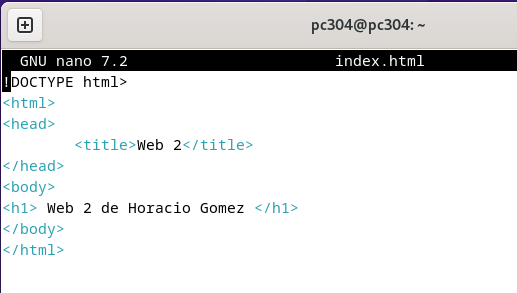 pc304@pc304: ~
GNU nano 7.2 index.html
!DOCTYPE html>
<html>
<head>
<title>Web 2</title>
</head>
<body>
<h1> Web 2 de Horacio Gomez </h1>
</body>
</html>